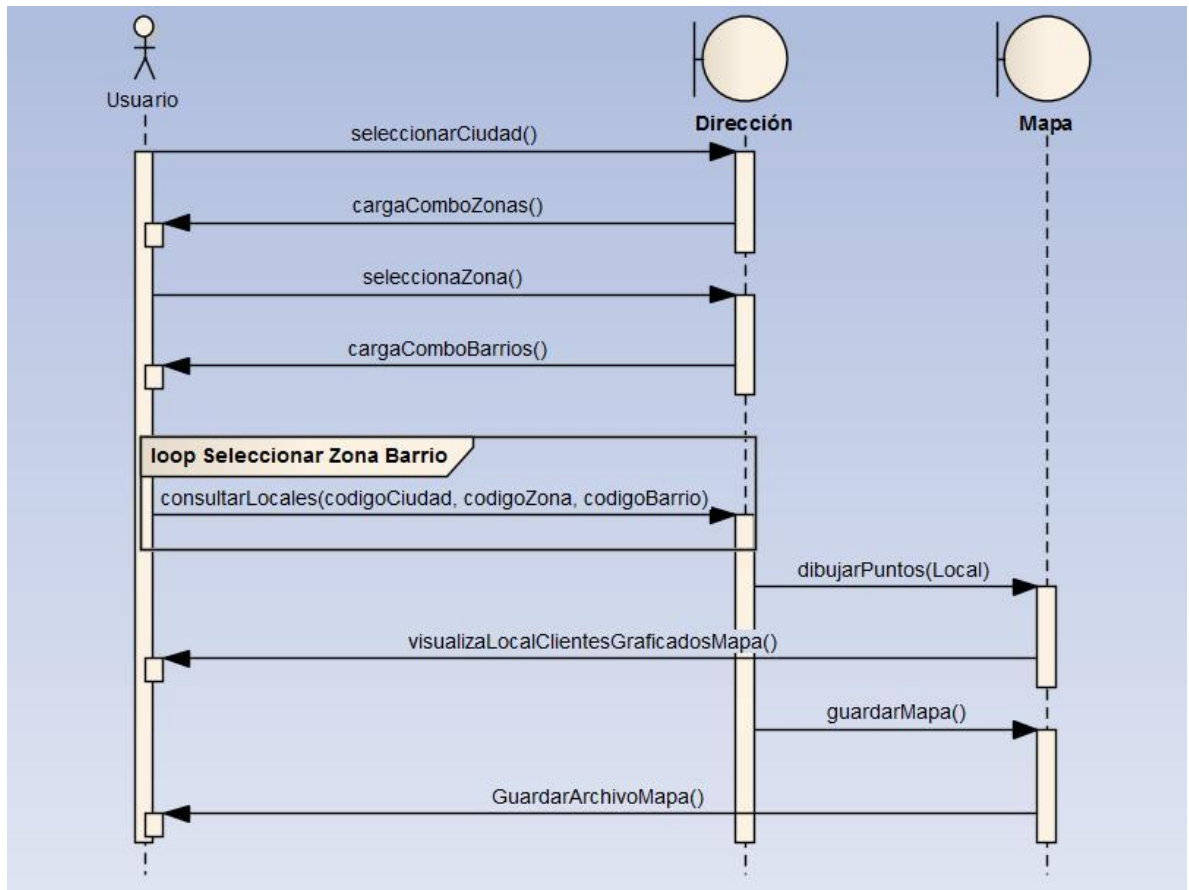 Usuario
Dirección
Mapa
seleccionarCiudad()
cargaComboZonas()
seleccionaZona()
cargaComboBarrios()
loop Seleccionar Zona Barrio
consultarLocales(codigoCiudad, codigoZona, codigoBarrio)
dibujarPuntos(Local)
visualizaLocalClientesGraficadosMapa()
guardarMapa()
GuardarArchivoMapa()